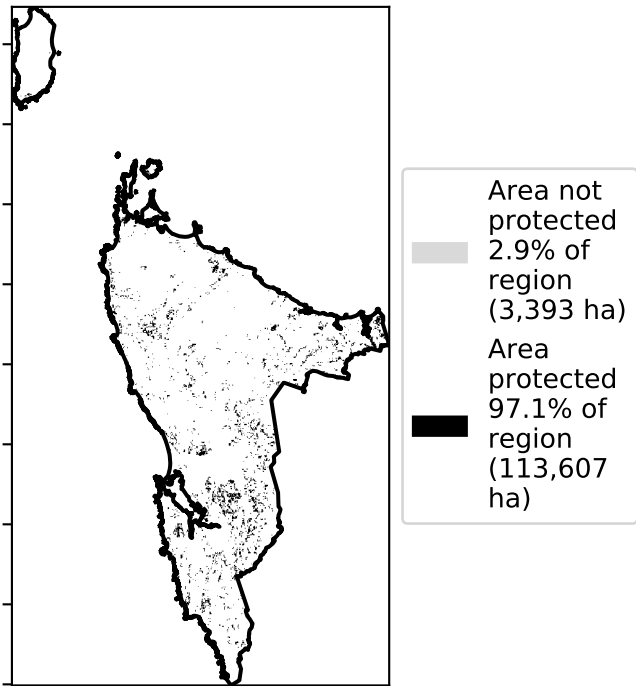 Area not
protected
2.9% of
region
(3,393 ha)
Area
protected
97.1% of
region
(113,607
ha)